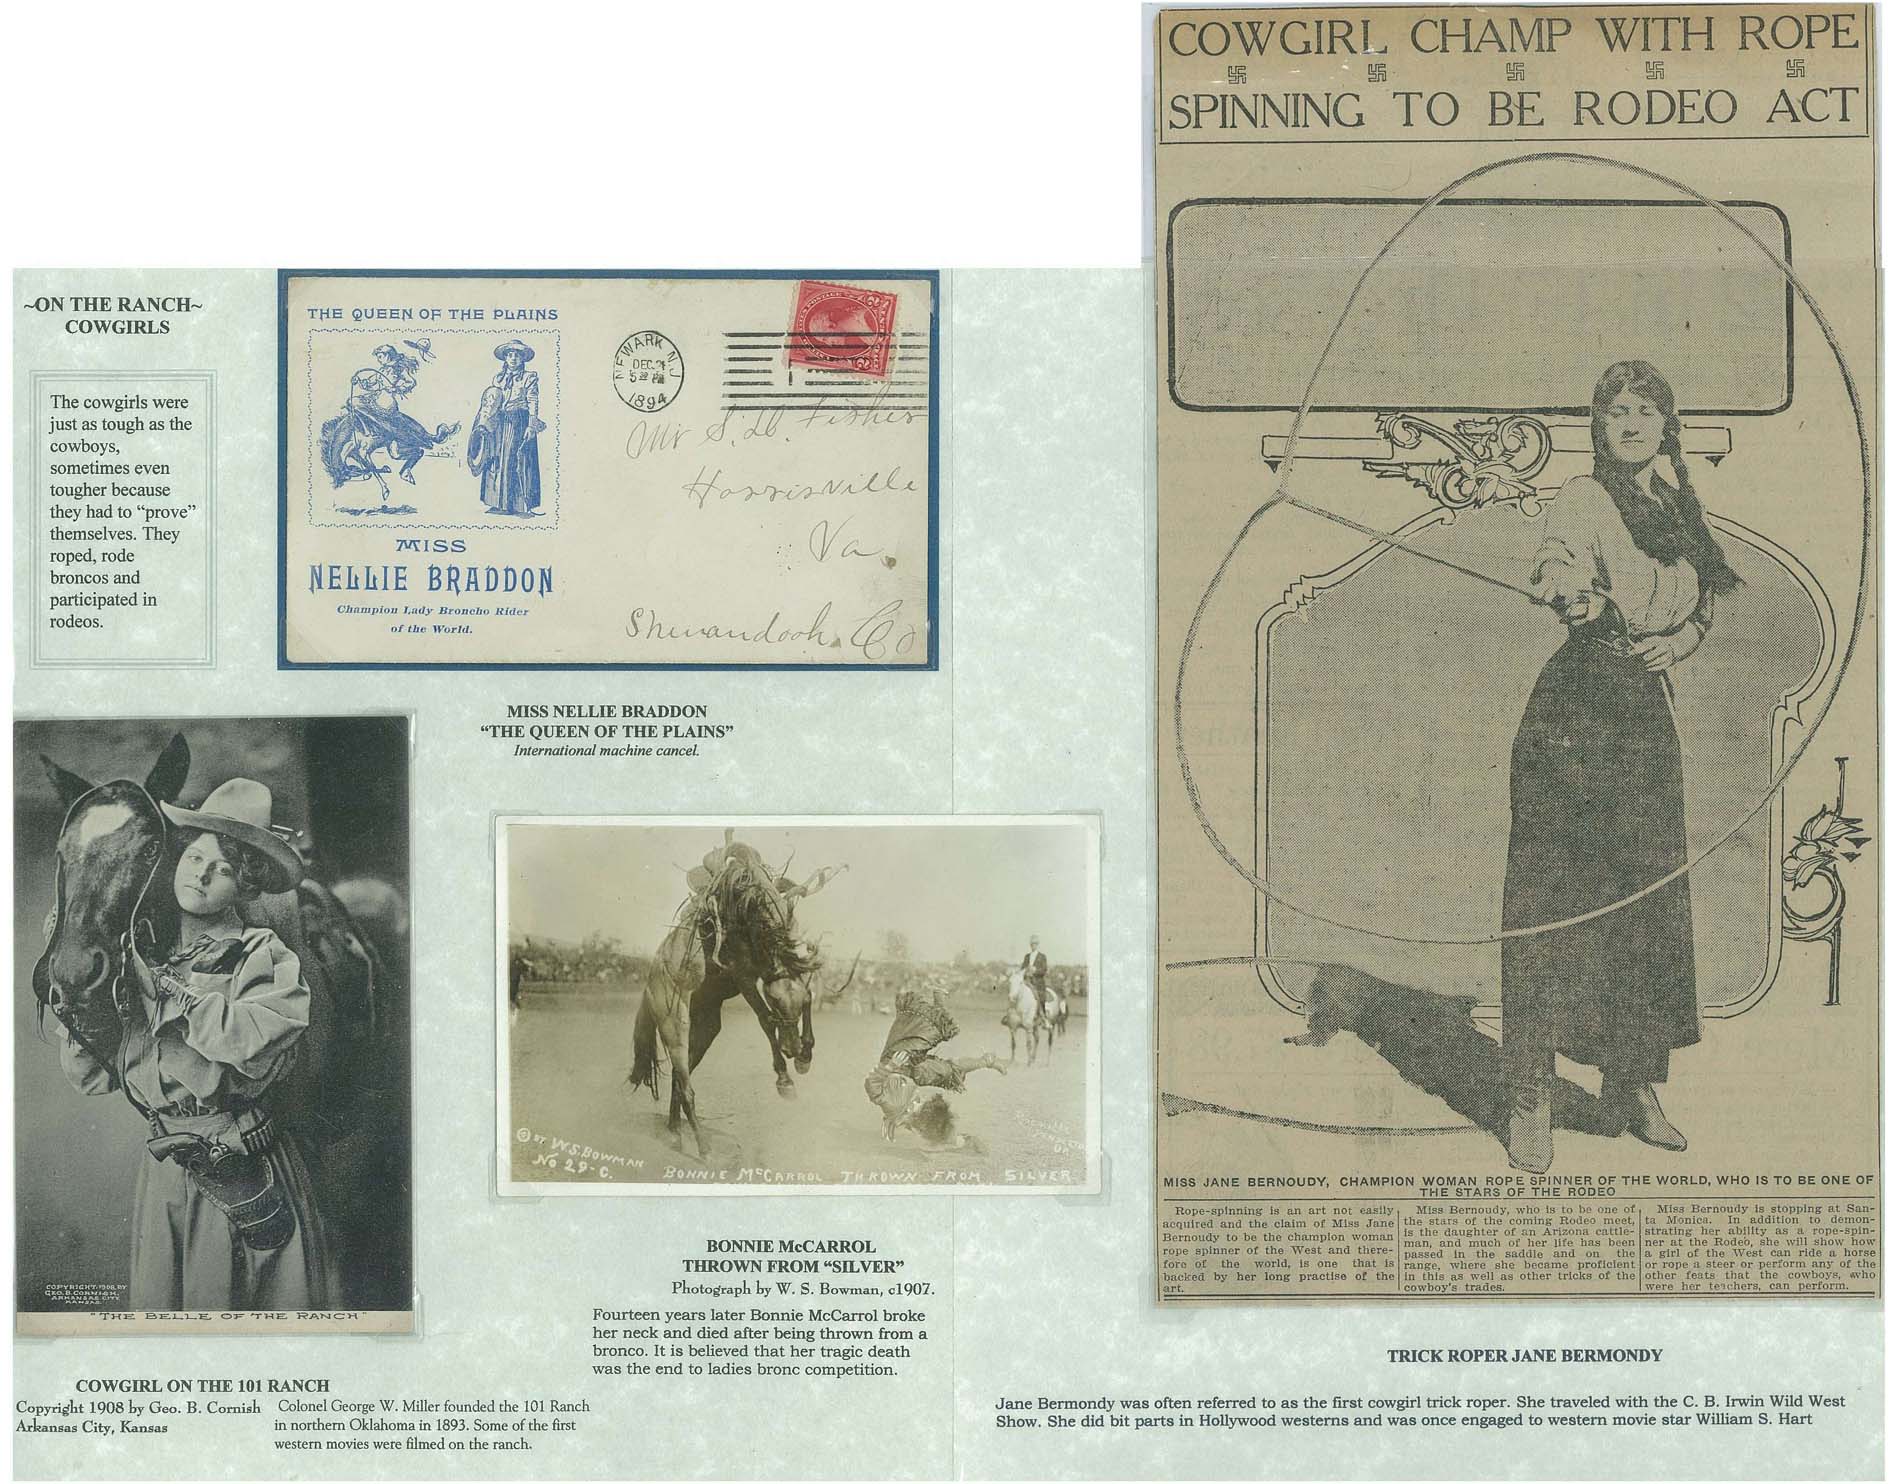 ~ON THE RANCH~
COWGIRLS
The cowgirls were
just as tough as the
cowboys,
sometimes even
tougher because
they had to “prove”
themselves. They
roped, rode
broncos and
participated in
rodeos.
THE QUEEN OF THE PLAINS
MISS
NELLIE BRADDON
Champion Lady Broncho Rider
of the World.
NEWARK N.J.
DEC.
1894
Mr S. Fisher
Harrisville
Va.
Shenandoah. Co
MISS NELLIE BRADDON
“THE QUEEN OF THE PLAINS”
International machine cancel.
COPYRIGHT 1908, BY
GEO. B. CORNISH.
ARKANSAS CITY,
KANSAS.
"THE BELLE OF THE RANCH"
COWGIRL ON THE 101 RANCH
Copyright 1908 by Geo. B. Cornish
Arkansas City, Kansas
Colonel George W. Miller founded the 101 Ranch
in northern Oklahoma in 1893. Some of the first
western movies were filmed on the ranch.
© BY W.S. BOWMAN
No 29-C.
BONNIE McCARROL THROWN FROM SILVER
BONNIE McCARROL
THROWN FROM “SILVER”
Photograph by W. S. Bowman, c1907.
Fourteen years later Bonnie McCarrol broke
her neck and died after being thrown from a
bronco. It is believed that her tragic death
was the end to ladies bronc competition.
COWGIRL CHAMP WITH ROPE
SPINNING TO BE RODEO ACT
MISS JANE BERNOUDY, CHAMPION WOMAN ROPE SPINNER OF THE WORLD, WHO IS TO BE ONE OF
THE STARS OF THE RODEO
Rope-spinning is an art not easily
acquired and the claim of Miss Jane
Bernoudy to be the champion woman
rope spinner of the West and there-
fore of the world, is one that is
backed by her long practise of the
art.
Miss Bernoudy, who is to be one of
the stars of the coming Rodeo meet,
is the daughter of an Arizona cattle-
man, and much of her life has been
passed in the saddle and on the
range, where she became proficient
in this as well as other tricks of the
cowboy's trades.
Miss Bernoudy is stopping at San-
ta Monica. In addition to demon-
strating her ability as a rope-spin-
ner at the Rodeo, she will show how
a girl of the West can ride a horse
or rope a steer or perform any of the
other feats that the cowboys, who
were her teachers, can perform.
TRICK ROPER JANE BERMONDY
Jane Bermondy was often referred to as the first cowgirl trick roper. She traveled with the C. B. Irwin Wild West
Show. She did bit parts in Hollywood westerns and was once engaged to western movie star William S. Hart